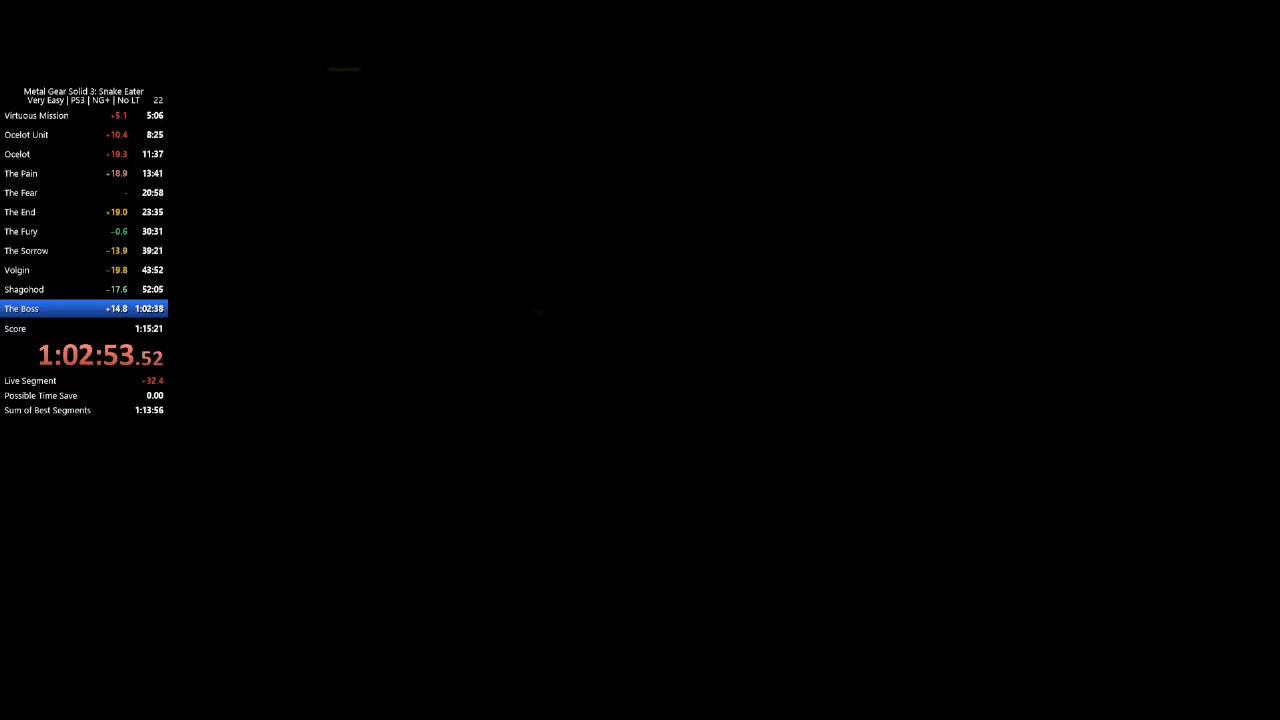 Metal Gear Solid 3: Snake Eater
Very Easy | PS3 | NG+ | No LT 22
Virtuous Mission +5.1 5:06
Ocelot Unit +10.4 8:25
Ocelot +19.3 11:37
The Pain +18.9 13:41
The Fear - 20:58
The End +19.0 23:35
The Fury −0.6 30:31
The Sorrow −13.9 39:21
Volgin −19.8 43:52
Shagohod −17.6 52:05
The Boss +14.8 1:02:38
Score 1:15:21
1:02:53.52
Live Segment +32.4
Possible Time Save 0.00
Sum of Best Segments 1:13:56